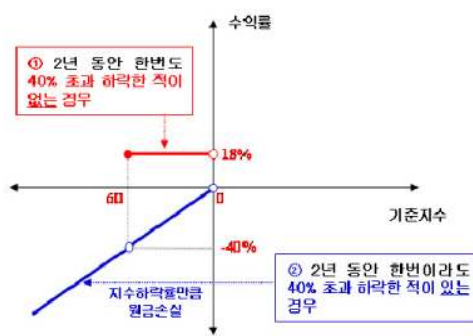 수익률
① 2년 동안 한번도
40% 초과 하락한 적이
없는 경우
18%
60
0
기준지수
-40%
지수하락률만큼
원금손실
② 2년 동안 한번이라도
40% 초과 하락한 적이 있는
경우